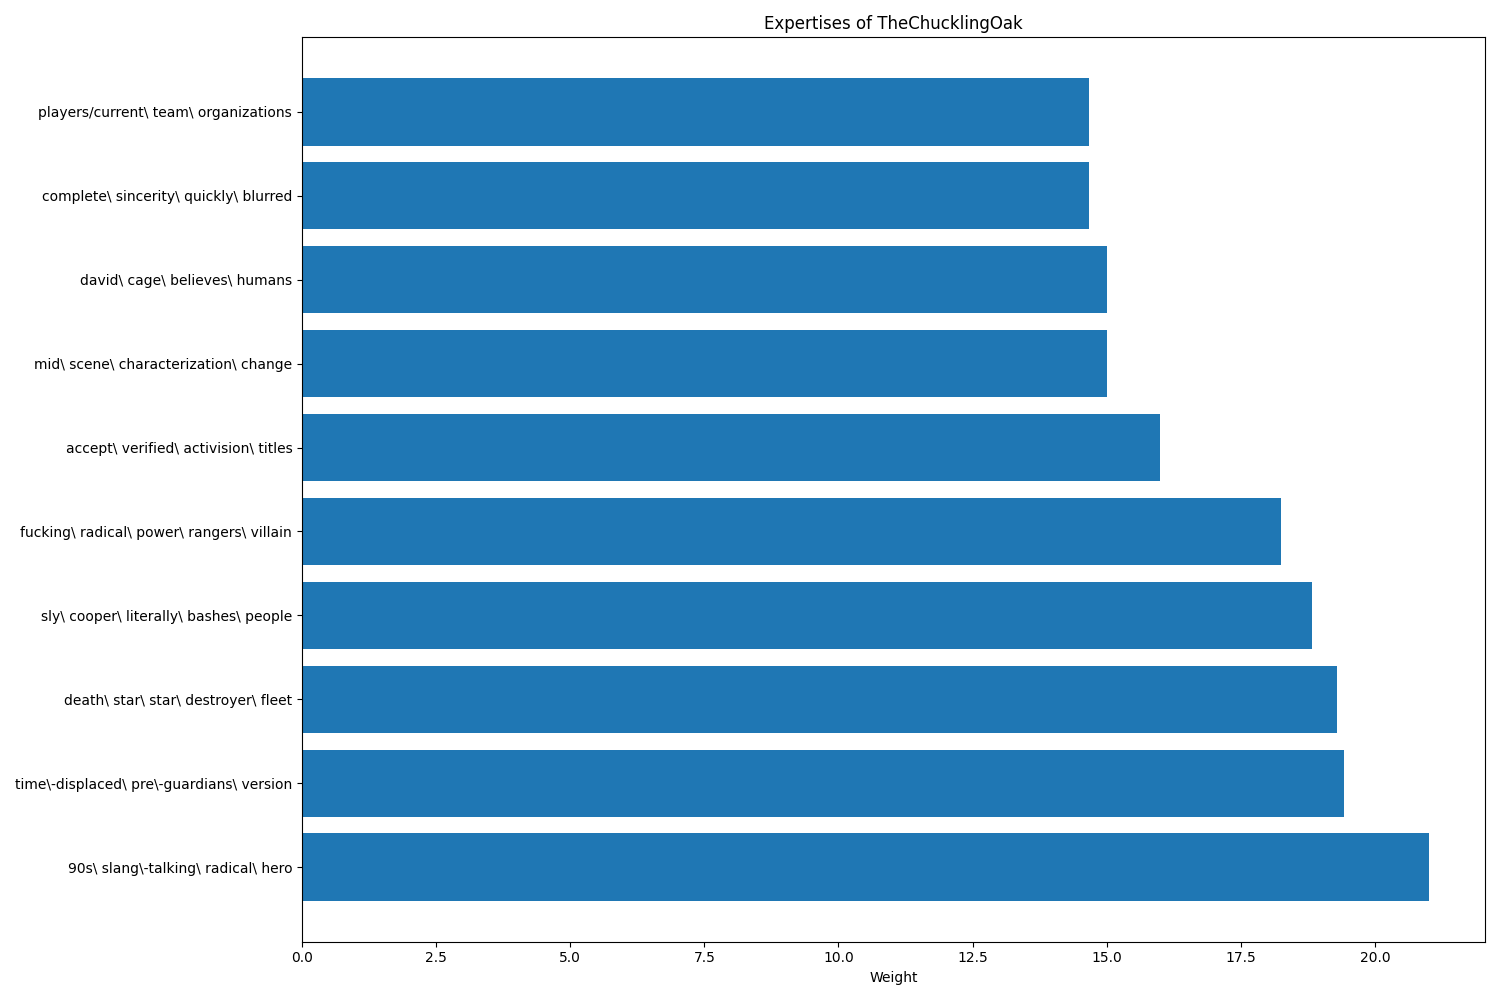 Expertises of TheChucklingOak
players/current\ team\ organizations
complete\ sincerity\ quickly\ blurred
david\ cage\ believes\ humans
mid\ scene\ characterization\ change
accept\ verified\ activision\ titles
fucking\ radical\ power\ rangers\ villain
sly\ cooper\ literally\ bashes\ people
death\ star\ star\ destroyer\ fleet
time\-displaced\ pre\-guardians\ version
90s\ slang\-talking\ radical\ hero
0.0 2.5 5.0 7.5 10.0 12.5 15.0 17.5 20.0
Weight